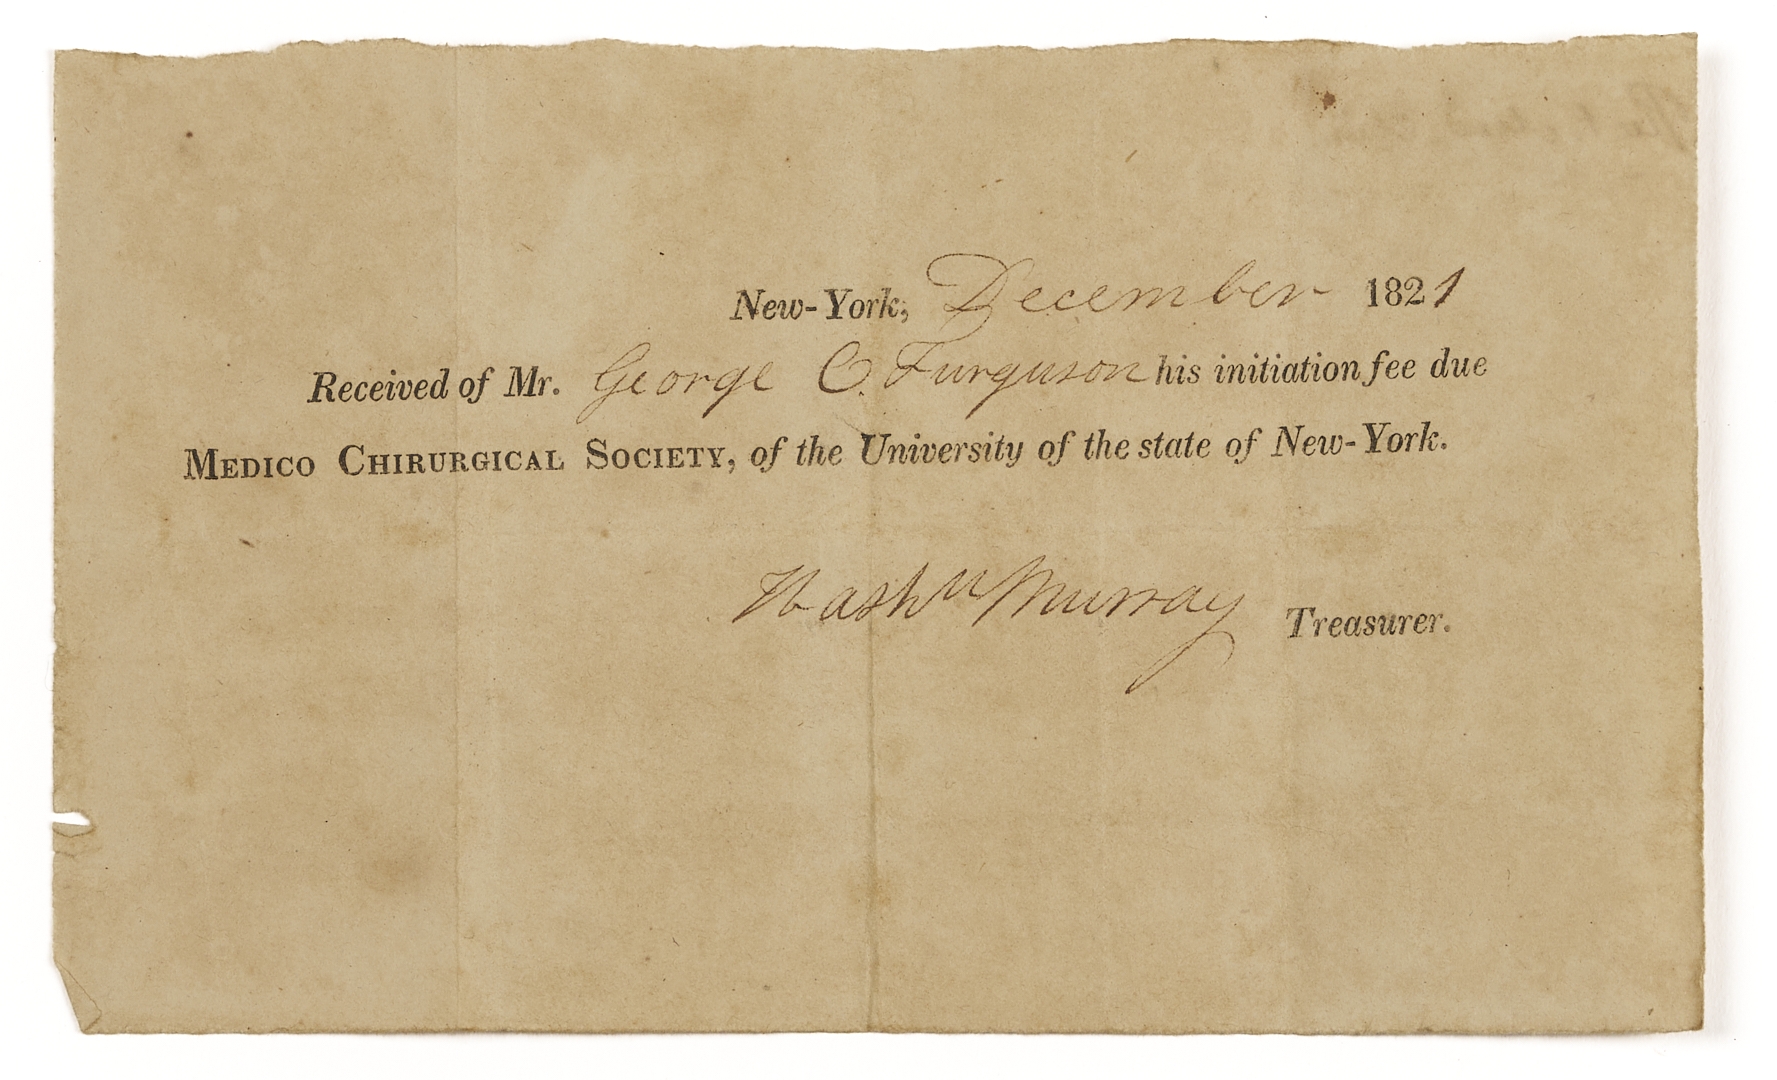 New-York, December 1821
Received of Mr. George C. Furguson his initiation fee due
MEDICO CHIRURGICAL SOCIETY, of the University of the state of New-York.
Washn Murray Treasurer.